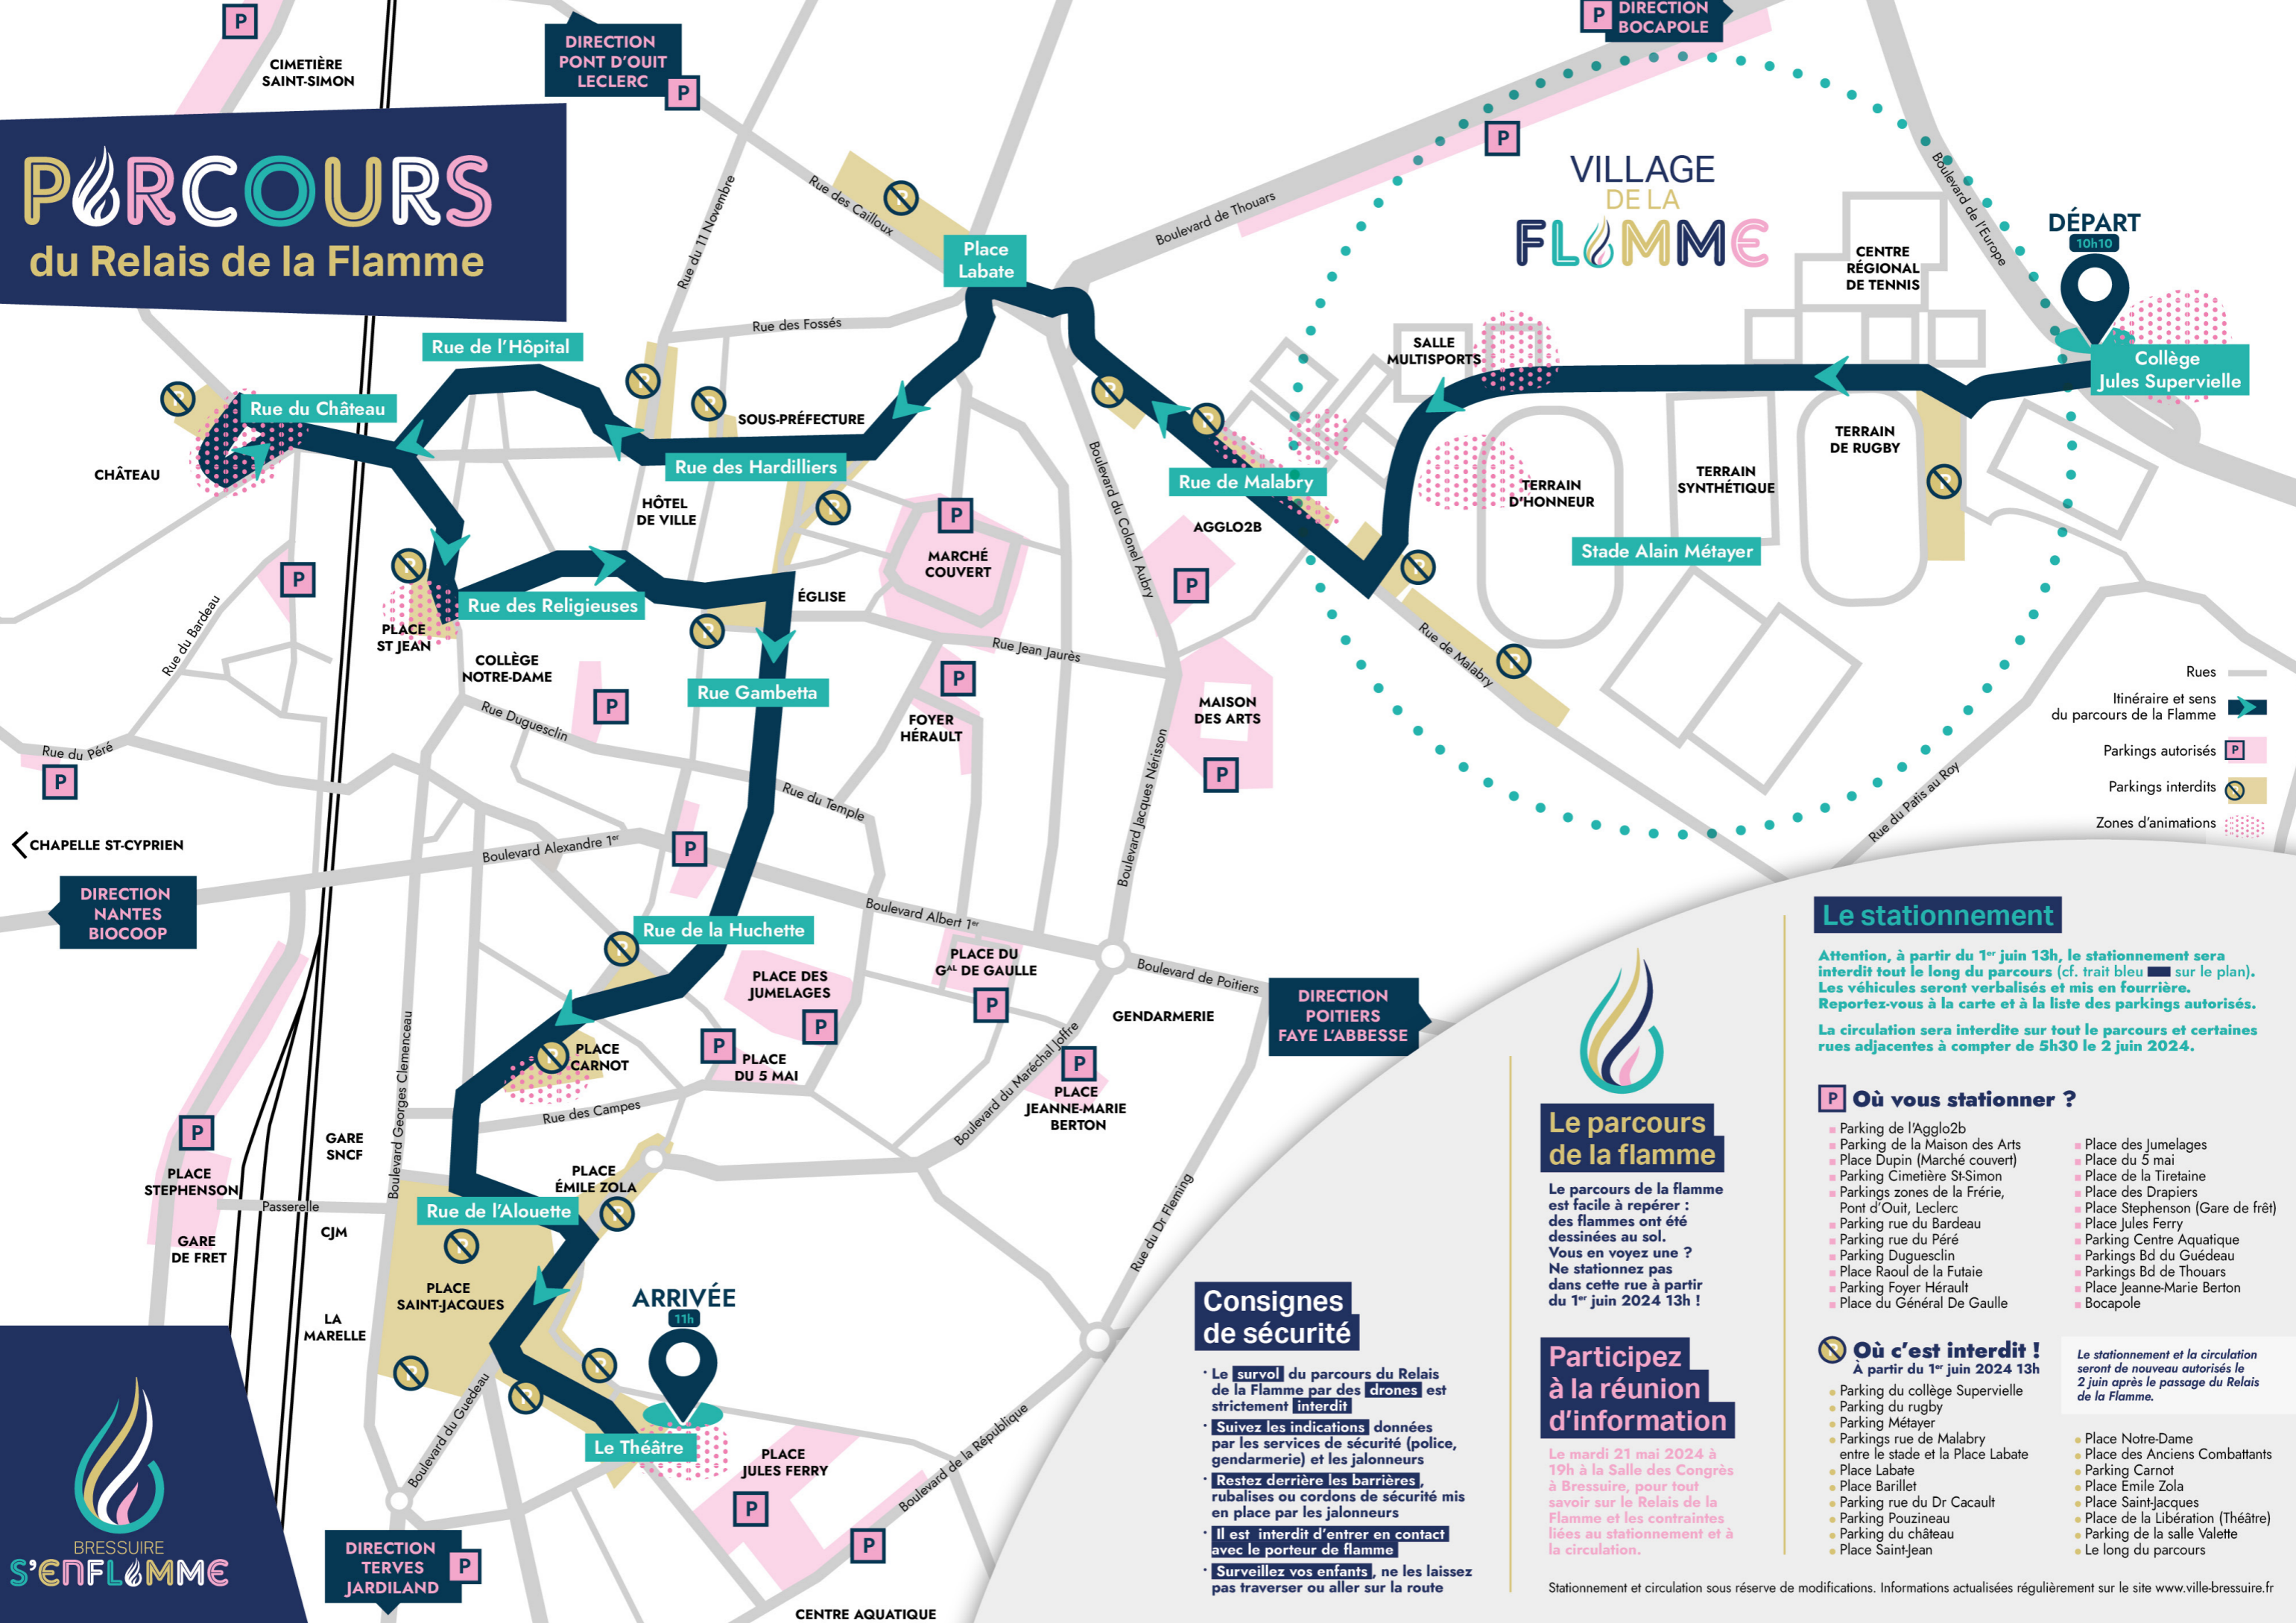 P
CIMETIÈRE
SAINT-SIMON
DIRECTION
PONT D'OUIT
LECLERC
P
P
DIRECTION
BOCAPOLE
PARCOURS
du Relais de la Flamme
Rue du 11 Novembre
Rue des Cailloux
P
Place
Labate
Boulevard de Thouars
P
VILLAGE
DE LA
FLAMME
Boulevard de l'Europe
DÉPART
10h10
CENTRE
RÉGIONAL
DE TENNIS
Collège
Jules Supervielle
SALLE
MULTISPORTS
Rue des Fossés
Rue de l'Hôpital
Rue du Château
CHÂTEAU
P
P
P
SOUS-PRÉFECTURE
Rue des Hardilliers
HÔTEL
DE VILLE
P
P
P
Rue de Malabry
TERRAIN
D'HONNEUR
TERRAIN
SYNTHÉTIQUE
TERRAIN
DE RUGBY
P
Stade Alain Métayer
AGGLO2B
P
Boulevard du Colonel Aubry
P
MARCHÉ
COUVERT
P
P
P
Rue de Malabry
Rue du Bardeau
P
P
PLACE
ST JEAN
Rue des Religieuses
ÉGLISE
P
COLLÈGE
NOTRE-DAME
Rue Duguesclin
P
Rue Gambetta
Rue Jean Jaurès
P
FOYER
HÉRAULT
MAISON
DES ARTS
P
Boulevard Jacques Nérisson
Rue du Patis au Roy
Rues
Itinéraire et sens
du parcours de la Flamme
Parkings autorisés P
Parkings interdits P
Zones d'animations
Rue du Péré
P
CHAPELLE ST-CYPRIEN
DIRECTION
NANTES
BIOCOOP
Boulevard Alexandre 1er
P
Rue du Temple
Boulevard Albert 1er
Rue de la Huchette
P
PLACE DES
JUMELAGES
P
PLACE DU
GAL DE GAULLE
P
Boulevard de Poitiers
DIRECTION
POITIERS
FAYE L'ABBESSE
GENDARMERIE
P
PLACE
CARNOT
P
PLACE
DU 5 MAI
Boulevard du Maréchal Joffre
P
PLACE
JEANNE-MARIE
BERTON
Boulevard Georges Clemenceau
Rue des Campes
P
PLACE
STEPHENSON
GARE
SNCF
Passerelle
CJM
GARE
DE FRET
LA
MARELLE
PLACE
ÉMILE ZOLA
P
Rue de l'Alouette
P
PLACE
SAINT-JACQUES
P
P
P
ARRIVÉE
11h
Le Théâtre
Rue du Dr Fleming
Boulevard du Guedeau
PLACE
JULES FERRY
P
Boulevard de la République
P
CENTRE AQUATIQUE
DIRECTION
TERVES
JARDILAND
P
BRESSUIRE
S'ENFLAMME
Consignes
de sécurité
· Le survol du parcours du Relais
de la Flamme par des drones est
strictement interdit
· Suivez les indications données
par les services de sécurité (police,
gendarmerie) et les jalonneurs
· Restez derrière les barrières,
rubalises ou cordons de sécurité mis
en place par les jalonneurs
· Il est interdit d'entrer en contact
avec le porteur de flamme
· Surveillez vos enfants, ne les laissez
pas traverser ou aller sur la route
Le parcours
de la flamme
Le parcours de la flamme
est facile à repérer :
des flammes ont été
dessinées au sol.
Vous en voyez une ?
Ne stationnez pas
dans cette rue à partir
du 1er juin 2024 13h !
Participez
à la réunion
d'information
Le mardi 21 mai 2024 à
19h à la Salle des Congrès
à Bressuire, pour tout
savoir sur le Relais de la
Flamme et les contraintes
liées au stationnement et à
la circulation.
Le stationnement
Attention, à partir du 1er juin 13h, le stationnement sera
interdit tout le long du parcours (cf. trait bleu sur le plan).
Les véhicules seront verbalisés et mis en fourrière.
Reportez-vous à la carte et à la liste des parkings autorisés.
La circulation sera interdite sur tout le parcours et certaines
rues adjacentes à compter de 5h30 le 2 juin 2024.
P Où vous stationner ?
Parking de l'Agglo2b
Parking de la Maison des Arts
Place Dupin (Marché couvert)
Parking Cimetière St-Simon
Parkings zones de la Frérie,
Pont d'Ouit, Leclerc
Parking rue du Bardeau
Parking rue du Péré
Parking Duguesclin
Place Raoul de la Futaie
Parking Foyer Hérault
Place du Général De Gaulle
Place des Jumelages
Place du 5 mai
Place de la Tiretaine
Place des Drapiers
Place Stephenson (Gare de frêt)
Place Jules Ferry
Parking Centre Aquatique
Parkings Bd du Guédeau
Parkings Bd de Thouars
Place Jeanne-Marie Berton
Bocapole
P Où c'est interdit !
À partir du 1er juin 2024 13h
Parking du collège Supervielle
Parking du rugby
Parking Métayer
Parkings rue de Malabry
entre le stade et la Place Labate
Place Labate
Place Barillet
Parking rue du Dr Cacault
Parking Pouzineau
Parking du château
Place Saint-Jean
Le stationnement et la circulation
seront de nouveau autorisés le
2 juin après le passage du Relais
de la Flamme.
Place Notre-Dame
Place des Anciens Combattants
Parking Carnot
Place Emile Zola
Place Saint-Jacques
Place de la Libération (Théâtre)
Parking de la salle Valette
Le long du parcours
Stationnement et circulation sous réserve de modifications. Informations actualisées régulièrement sur le site www.ville-bressuire.fr